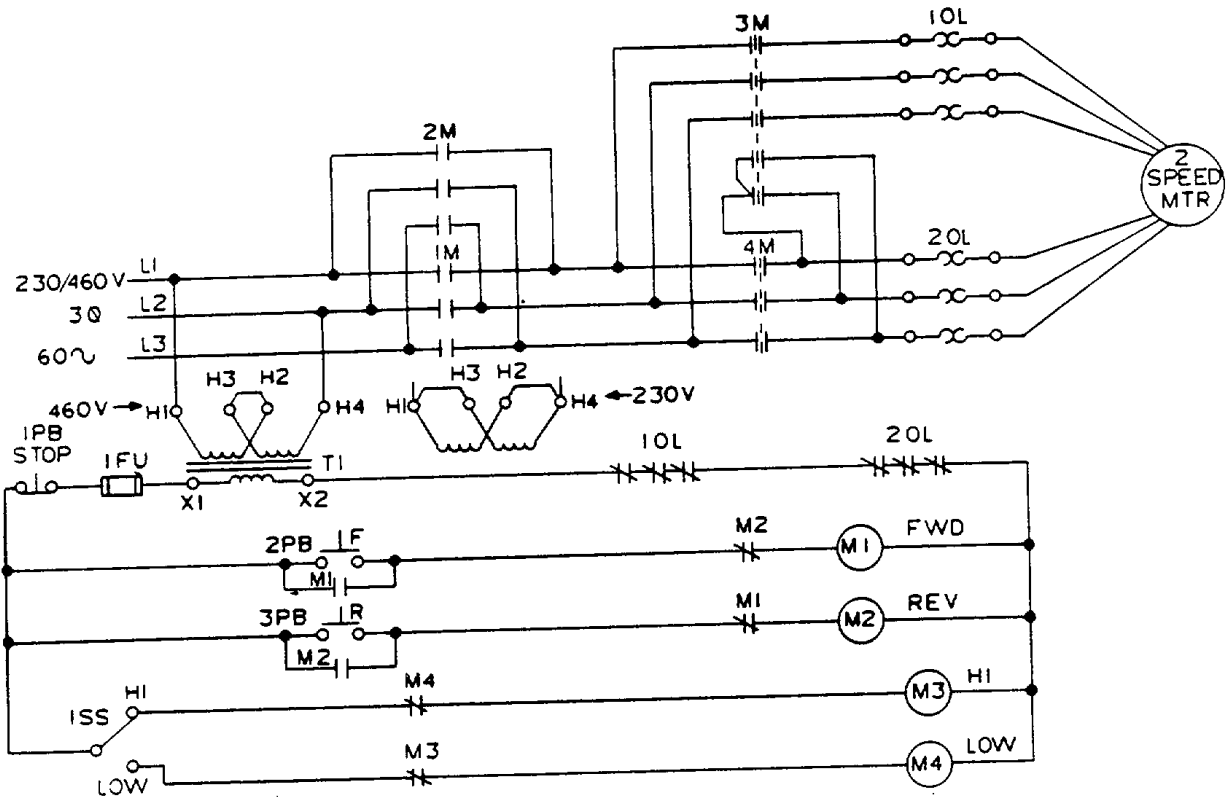 3M
1OL
2M
2 SPEED MTR
1M
4M
2OL
230/460V
L1
3Ø
L2
60~
L3
460V
H1
H3
H2
H4
H1
H3
H2
H4
230V
1PB STOP
1FU
X1
X2
T1
1OL
2OL
2PB
1F
M1
M2
M1
FWD
3PB
1R
M2
M1
M2
REV
1SS
HI
M4
M3
HI
LOW
M3
M4
LOW